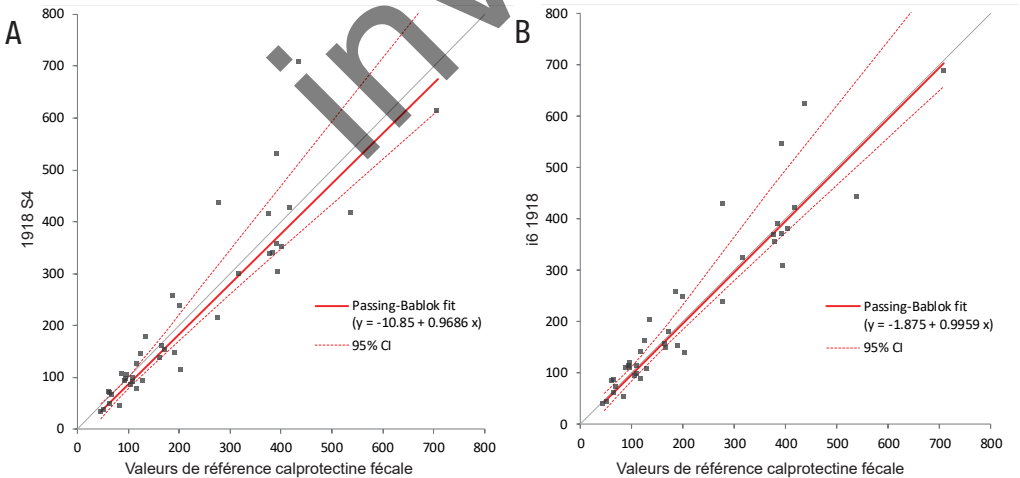 A
800
700
600
500
400
300
200
100
0
1918 S4
Passing-Bablok fit
(y = -10.85 + 0.9686 x)
95% CI
0 100 200 300 400 500 600 700 800
Valeurs de référence calprotectine fécale
B
800
700
600
500
400
300
200
100
0
i6 1918
Passing-Bablok fit
(y = -1.875 + 0.9959 x)
95% CI
0 100 200 300 400 500 600 700 800
Valeurs de référence calprotectine fécale